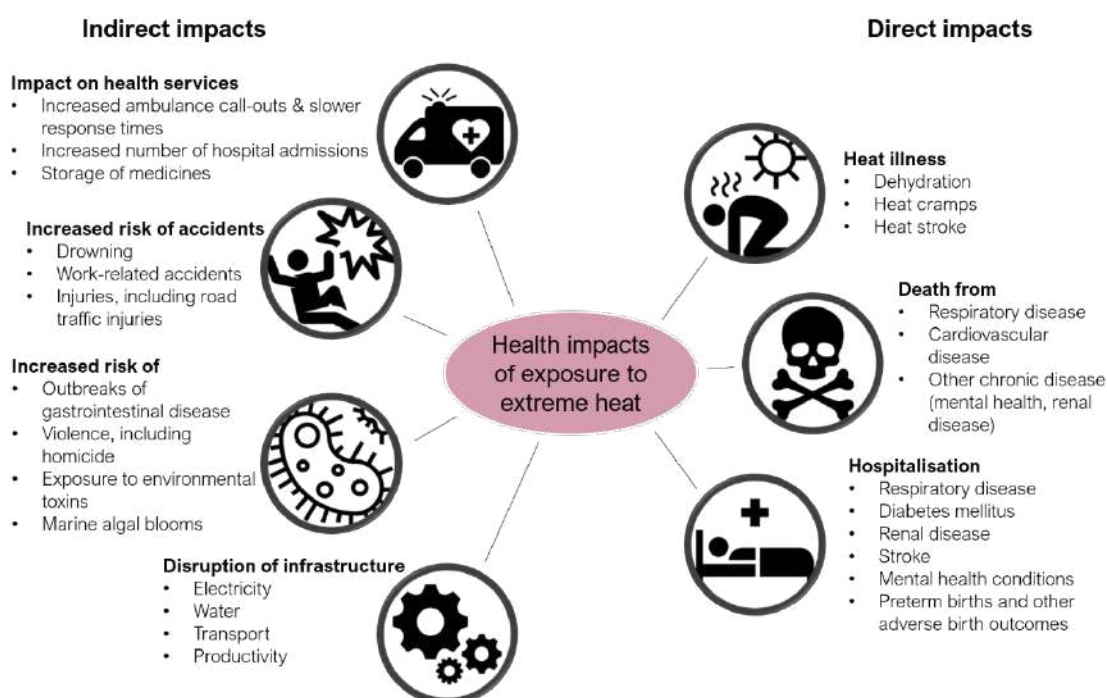 Indirect impacts
Impact on health services
• Increased ambulance call-outs & slower
response times
• Increased number of hospital admissions
• Storage of medicines
Increased risk of accidents
• Drowning
• Work-related accidents
• Injuries, including road
traffic injuries
Increased risk of
• Outbreaks of
gastrointestinal disease
• Violence, including
homicide
• Exposure to environmental
toxins
• Marine algal blooms
Disruption of infrastructure
• Electricity
• Water
• Transport
• Productivity
Health impacts
of exposure to
extreme heat
Direct impacts
Heat illness
• Dehydration
• Heat cramps
• Heat stroke
Death from
• Respiratory disease
• Cardiovascular
disease
• Other chronic disease
(mental health, renal
disease)
Hospitalisation
• Respiratory disease
• Diabetes mellitus
• Renal disease
• Stroke
• Mental health conditions
• Preterm births and other
adverse birth outcomes